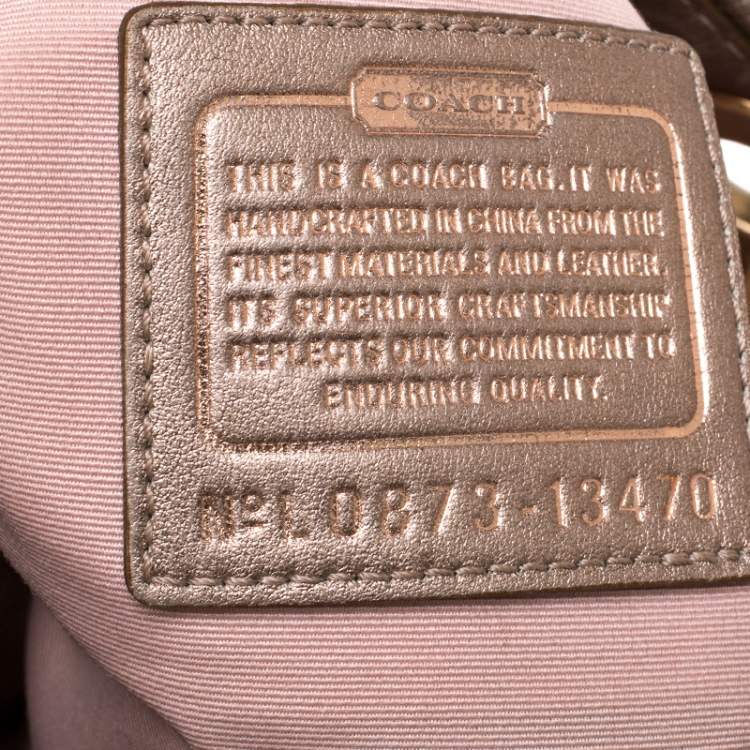 COACH
THIS IS A COACH BAG. IT WAS
HANDCRAFTED IN CHINA FROM THE
FINEST MATERIALS AND LEATHER.
ITS SUPERIOR CRAFTSMANSHIP
REFLECTS OUR COMMITMENT TO
ENDURING QUALITY.
Nº L0873-13470